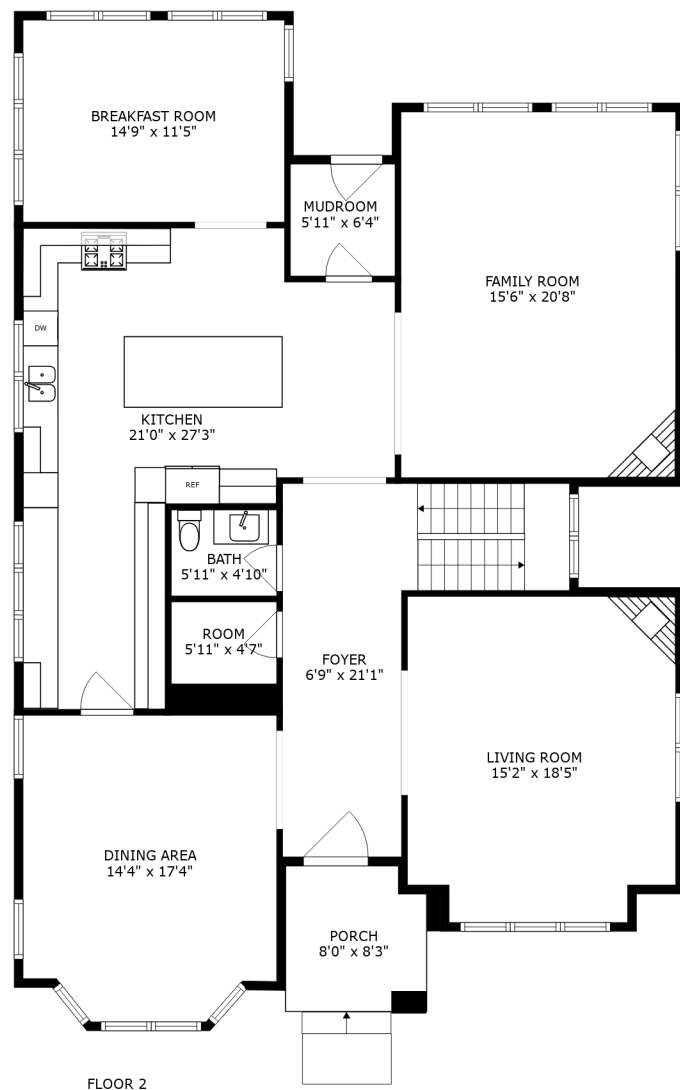 BREAKFAST ROOM
14'9" x 11'5"
MUDROOM
5'11" x 6'4"
FAMILY ROOM
15'6" x 20'8"
DW
KITCHEN
21'0" x 27'3"
REF
BATH
5'11" x 4'10"
ROOM
5'11" x 4'7"
FOYER
6'9" x 21'1"
LIVING ROOM
15'2" x 18'5"
DINING AREA
14'4" x 17'4"
PORCH
8'0" x 8'3"
FLOOR 2